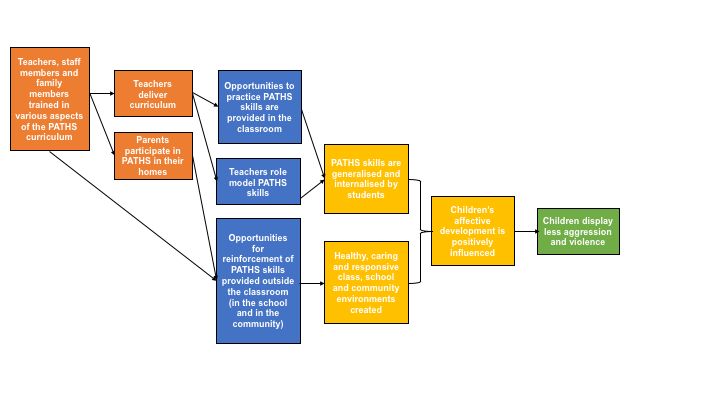 Teachers, staff
members and
family
members
trained in
various aspects
of the PATHS
curriculum
Teachers
deliver
curriculum
Parents
participate in
PATHS in their
homes
Opportunities to
practice PATHS
skills are
provided in the
classroom
Teachers role
model PATHS
skills
Opportunities
for
reinforcement of
PATHS skills
provided outside
the classroom
(in the school
and in the
community)
PATHS skills are
generalised and
internalised by
students
Healthy, caring
and responsive
class, school
and community
environments
created
Children's
affective
development is
positively
influenced
Children display
less aggression
and violence